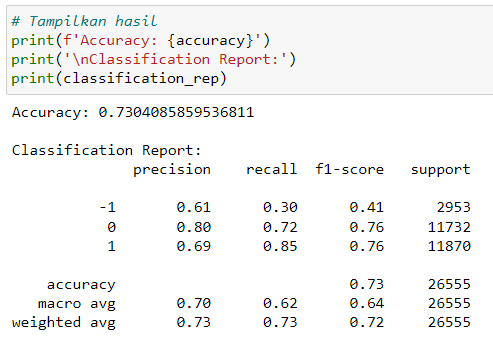 # Tampilkan hasil
print(f'Accuracy: {accuracy}')
print('\nClassification Report:')
print(classification_rep)
Accuracy: 0.7304085859536811
Classification Report:
precision recall f1-score support
-1 0.61 0.30 0.41 2953
0 0.80 0.72 0.76 11732
1 0.69 0.85 0.76 11870
accuracy 0.73 26555
macro avg 0.70 0.62 0.64 26555
weighted avg 0.73 0.73 0.72 26555